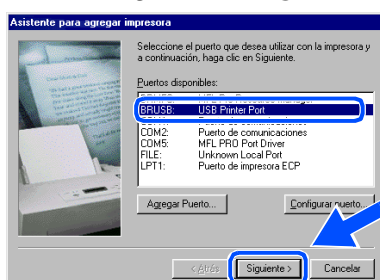 Asistente para agregar impresora
Seleccione el puerto que desea utilizar con la impresora y
a continuación, haga clic en Siguiente.
Puertos disponibles:
BRUSB: USB Printer Port
COM2: Puerto de comunicaciones
COM5: MFL PRO Port Driver
FILE: Unknown Local Port
LPT1: Puerto de impresora ECP
Agregar Puerto... Configurar puerto...
< Atrás Siguiente > Cancelar